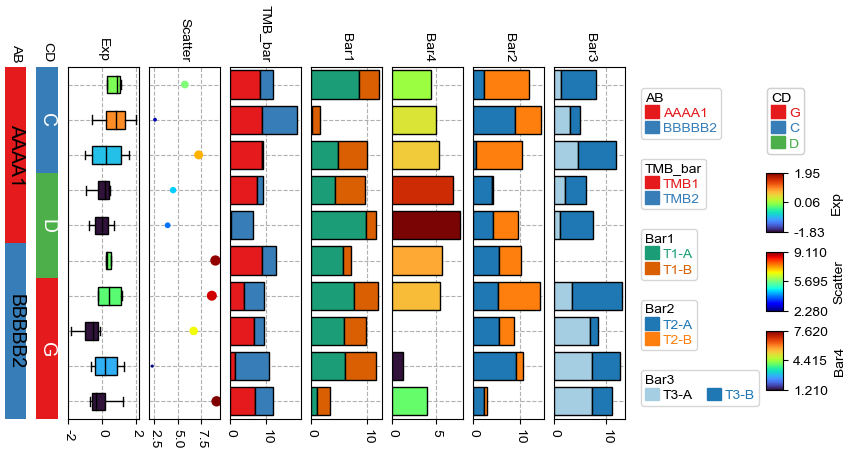 AB
CD
Exp
Scatter
TMB_bar
Bar1
Bar4
Bar2
Bar3
AAAA1
BBBBB2
C
D
G
-2
0
2
2.5
5.0
7.5
0
10
0
10
0
5
0
10
0
10
AB
AAAA1
BBBBB2
TMB_bar
TMB1
TMB2
Bar1
T1-A
T1-B
Bar2
T2-A
T2-B
Bar3
T3-A T3-B
CD
G
C
D
1.95
0.06
-1.83
Exp
9.110
5.695
2.280
Scatter
7.620
4.415
1.210
Bar4